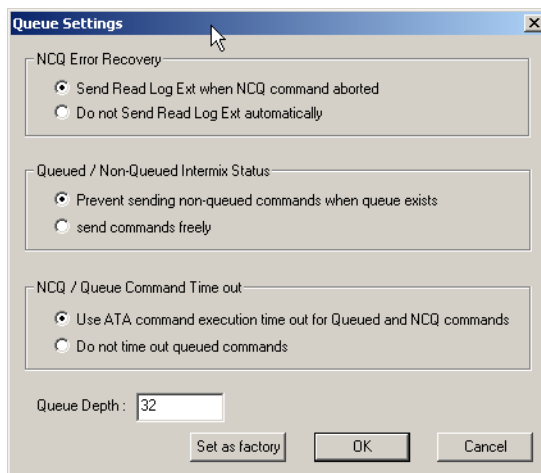 Queue Settings
NCQ Error Recovery
Send Read Log Ext when NCQ command aborted
Do not Send Read Log Ext automatically
Queued / Non-Queued Intermix Status
Prevent sending non-queued commands when queue exists
send commands freely
NCQ / Queue Command Time out
Use ATA command execution time out for Queued and NCQ commands
Do not time out queued commands
Queue Depth : 32
Set as factory OK Cancel